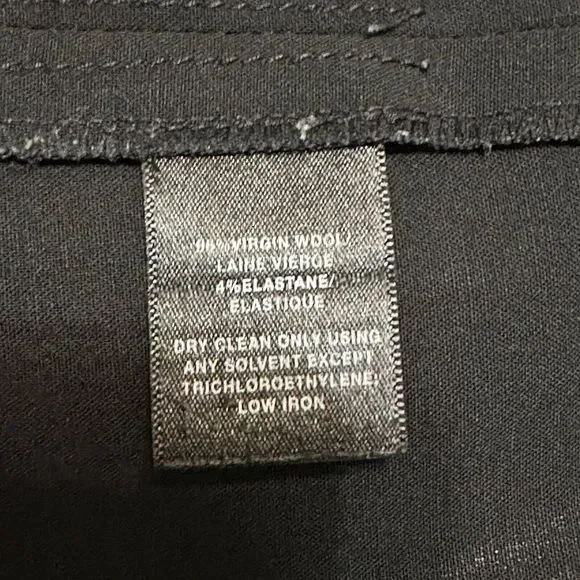 96% VIRGIN WOOL/
LAINE VIERGE
4% ELASTANE/
ELASTIQUE
DRY CLEAN ONLY USING
ANY SOLVENT EXCEPT
TRICHLOROETHYLENE;
LOW IRON